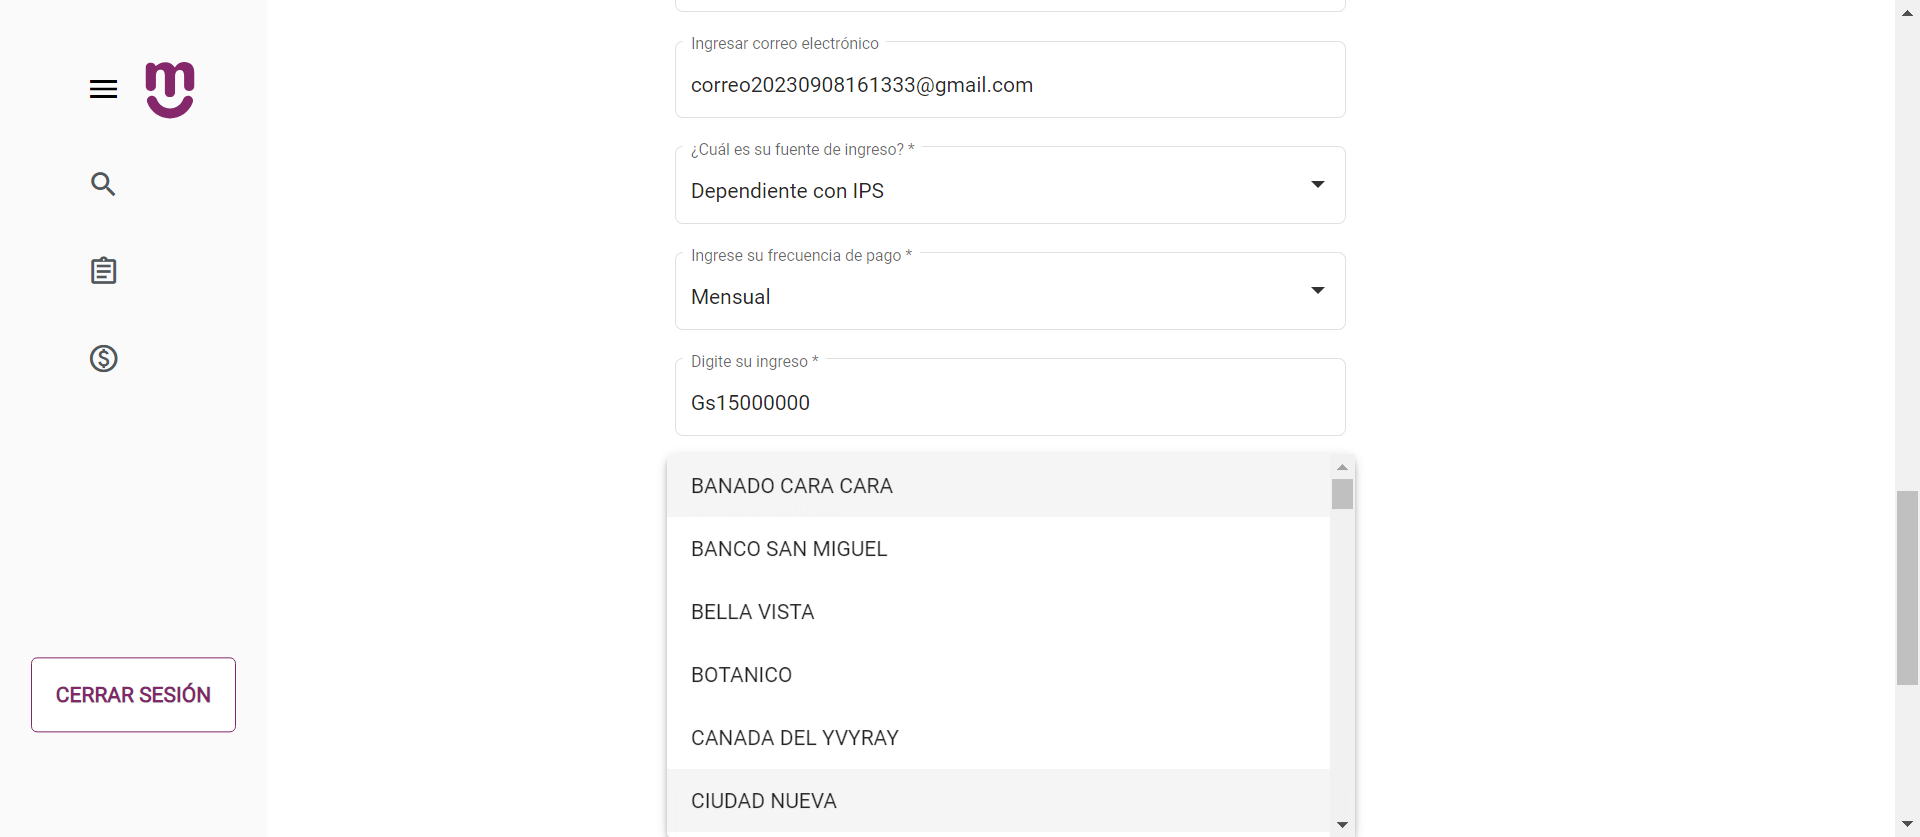 Ingresar correo electrónico
correo20230908161333@gmail.com
¿Cuál es su fuente de ingreso? *
Dependiente con IPS
Ingrese su frecuencia de pago *
Mensual
Digite su ingreso *
Gs15000000
BANADO CARA CARA
BANCO SAN MIGUEL
BELLA VISTA
BOTANICO
CANADA DEL YVYRAY
CIUDAD NUEVA
CERRAR SESIÓN